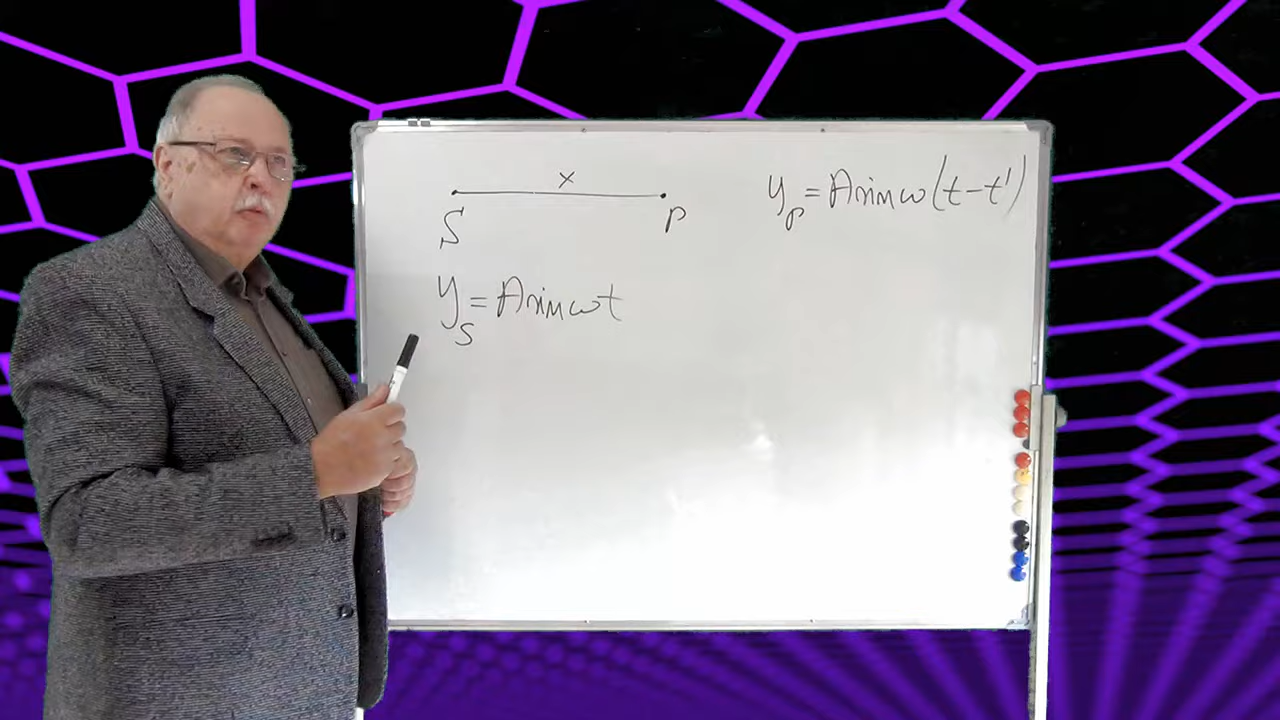 x
S P
y_S = A sin ωt
y_P = A sin ω(t - t')